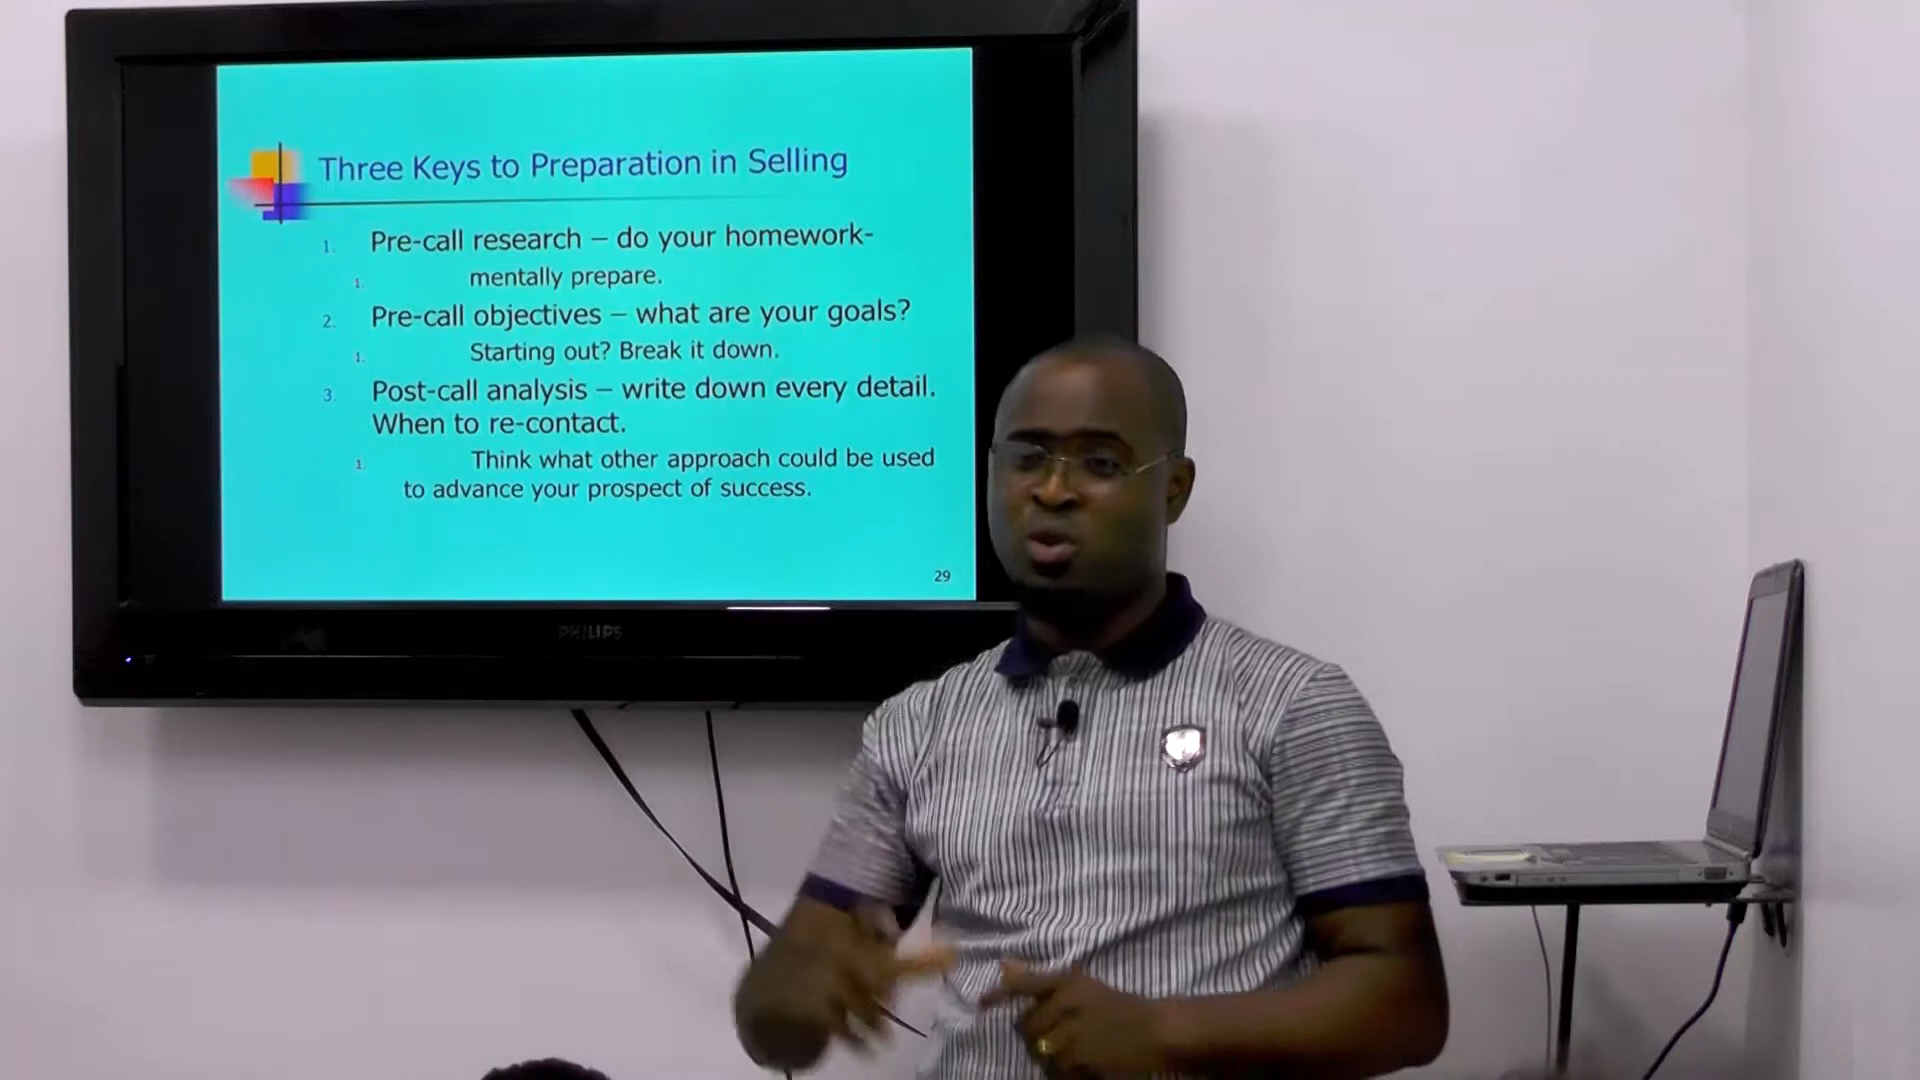 Three Keys to Preparation in Selling
1. Pre-call research – do your homework-
1. mentally prepare.
2. Pre-call objectives – what are your goals?
1. Starting out? Break it down.
3. Post-call analysis – write down every detail.
When to re-contact.
1. Think what other approach could be used
to advance your prospect of success.
29
PHILIPS